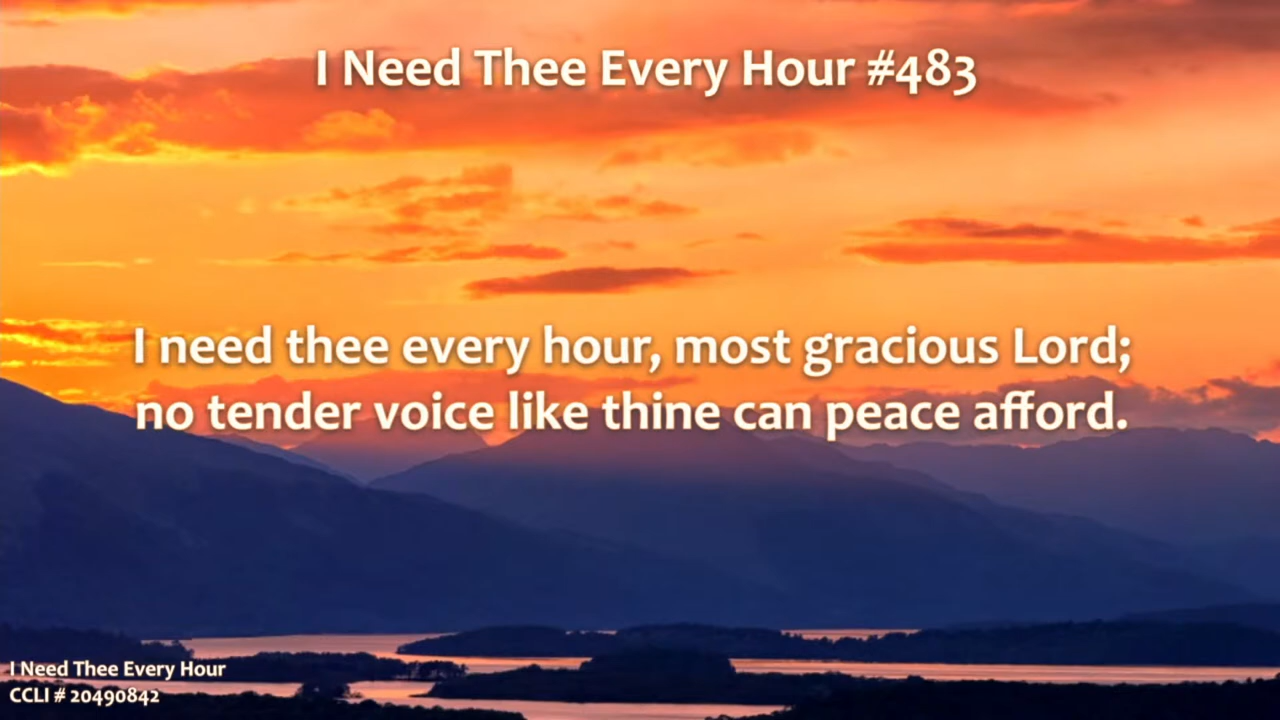 I Need Thee Every Hour #483
I need thee every hour, most gracious Lord;
no tender voice like thine can peace afford.
I Need Thee Every Hour
CCLI # 20490842